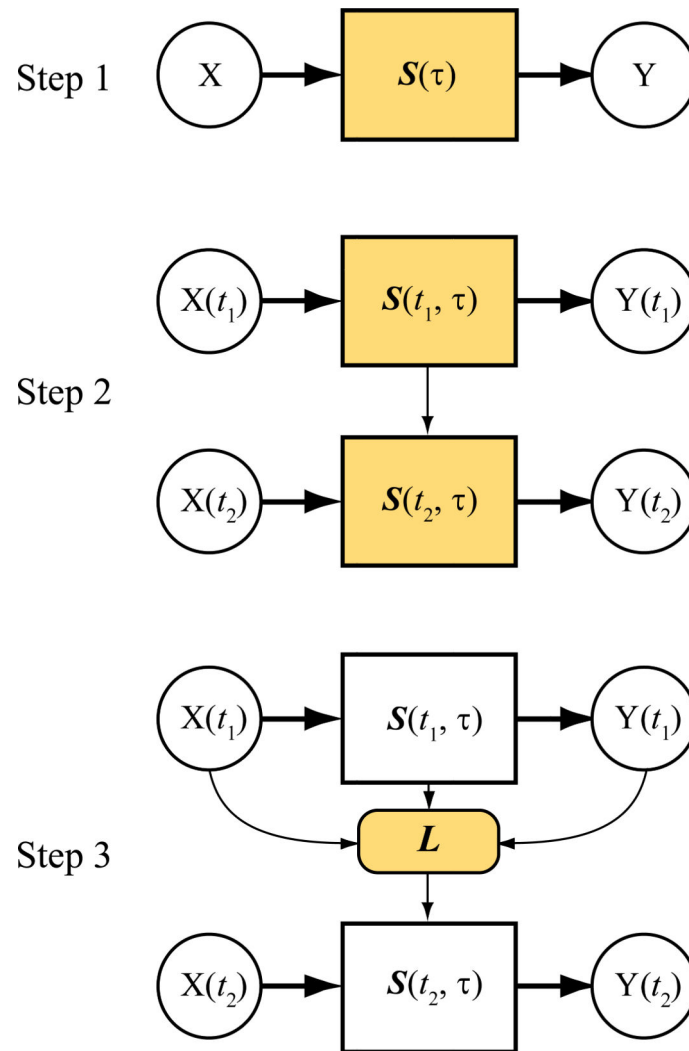 Step 1
X
S(τ)
Y
Step 2
X(t₁)
S(t₁, τ)
Y(t₁)
X(t₂)
S(t₂, τ)
Y(t₂)
Step 3
X(t₁)
S(t₁, τ)
Y(t₁)
L
X(t₂)
S(t₂, τ)
Y(t₂)